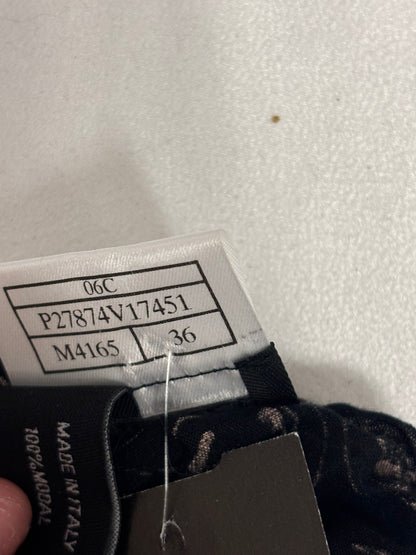 06C
P27874V17451
M4165 36
MADE IN ITALY
100% MODAL